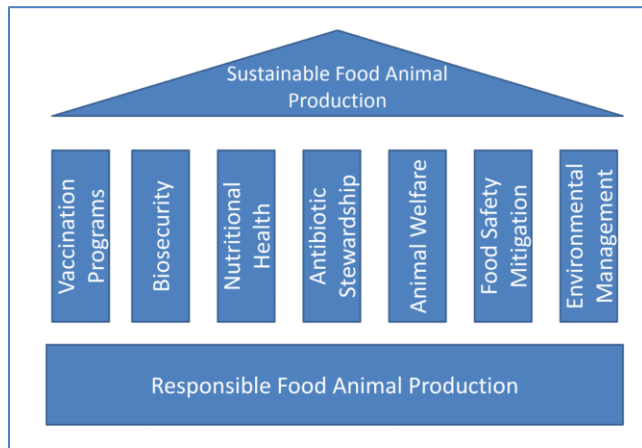 Sustainable Food Animal
Production
Vaccination
Programs
Biosecurity
Nutritional
Health
Antibiotic
Stewardship
Animal Welfare
Food Safety
Mitigation
Environmental
Management
Responsible Food Animal Production